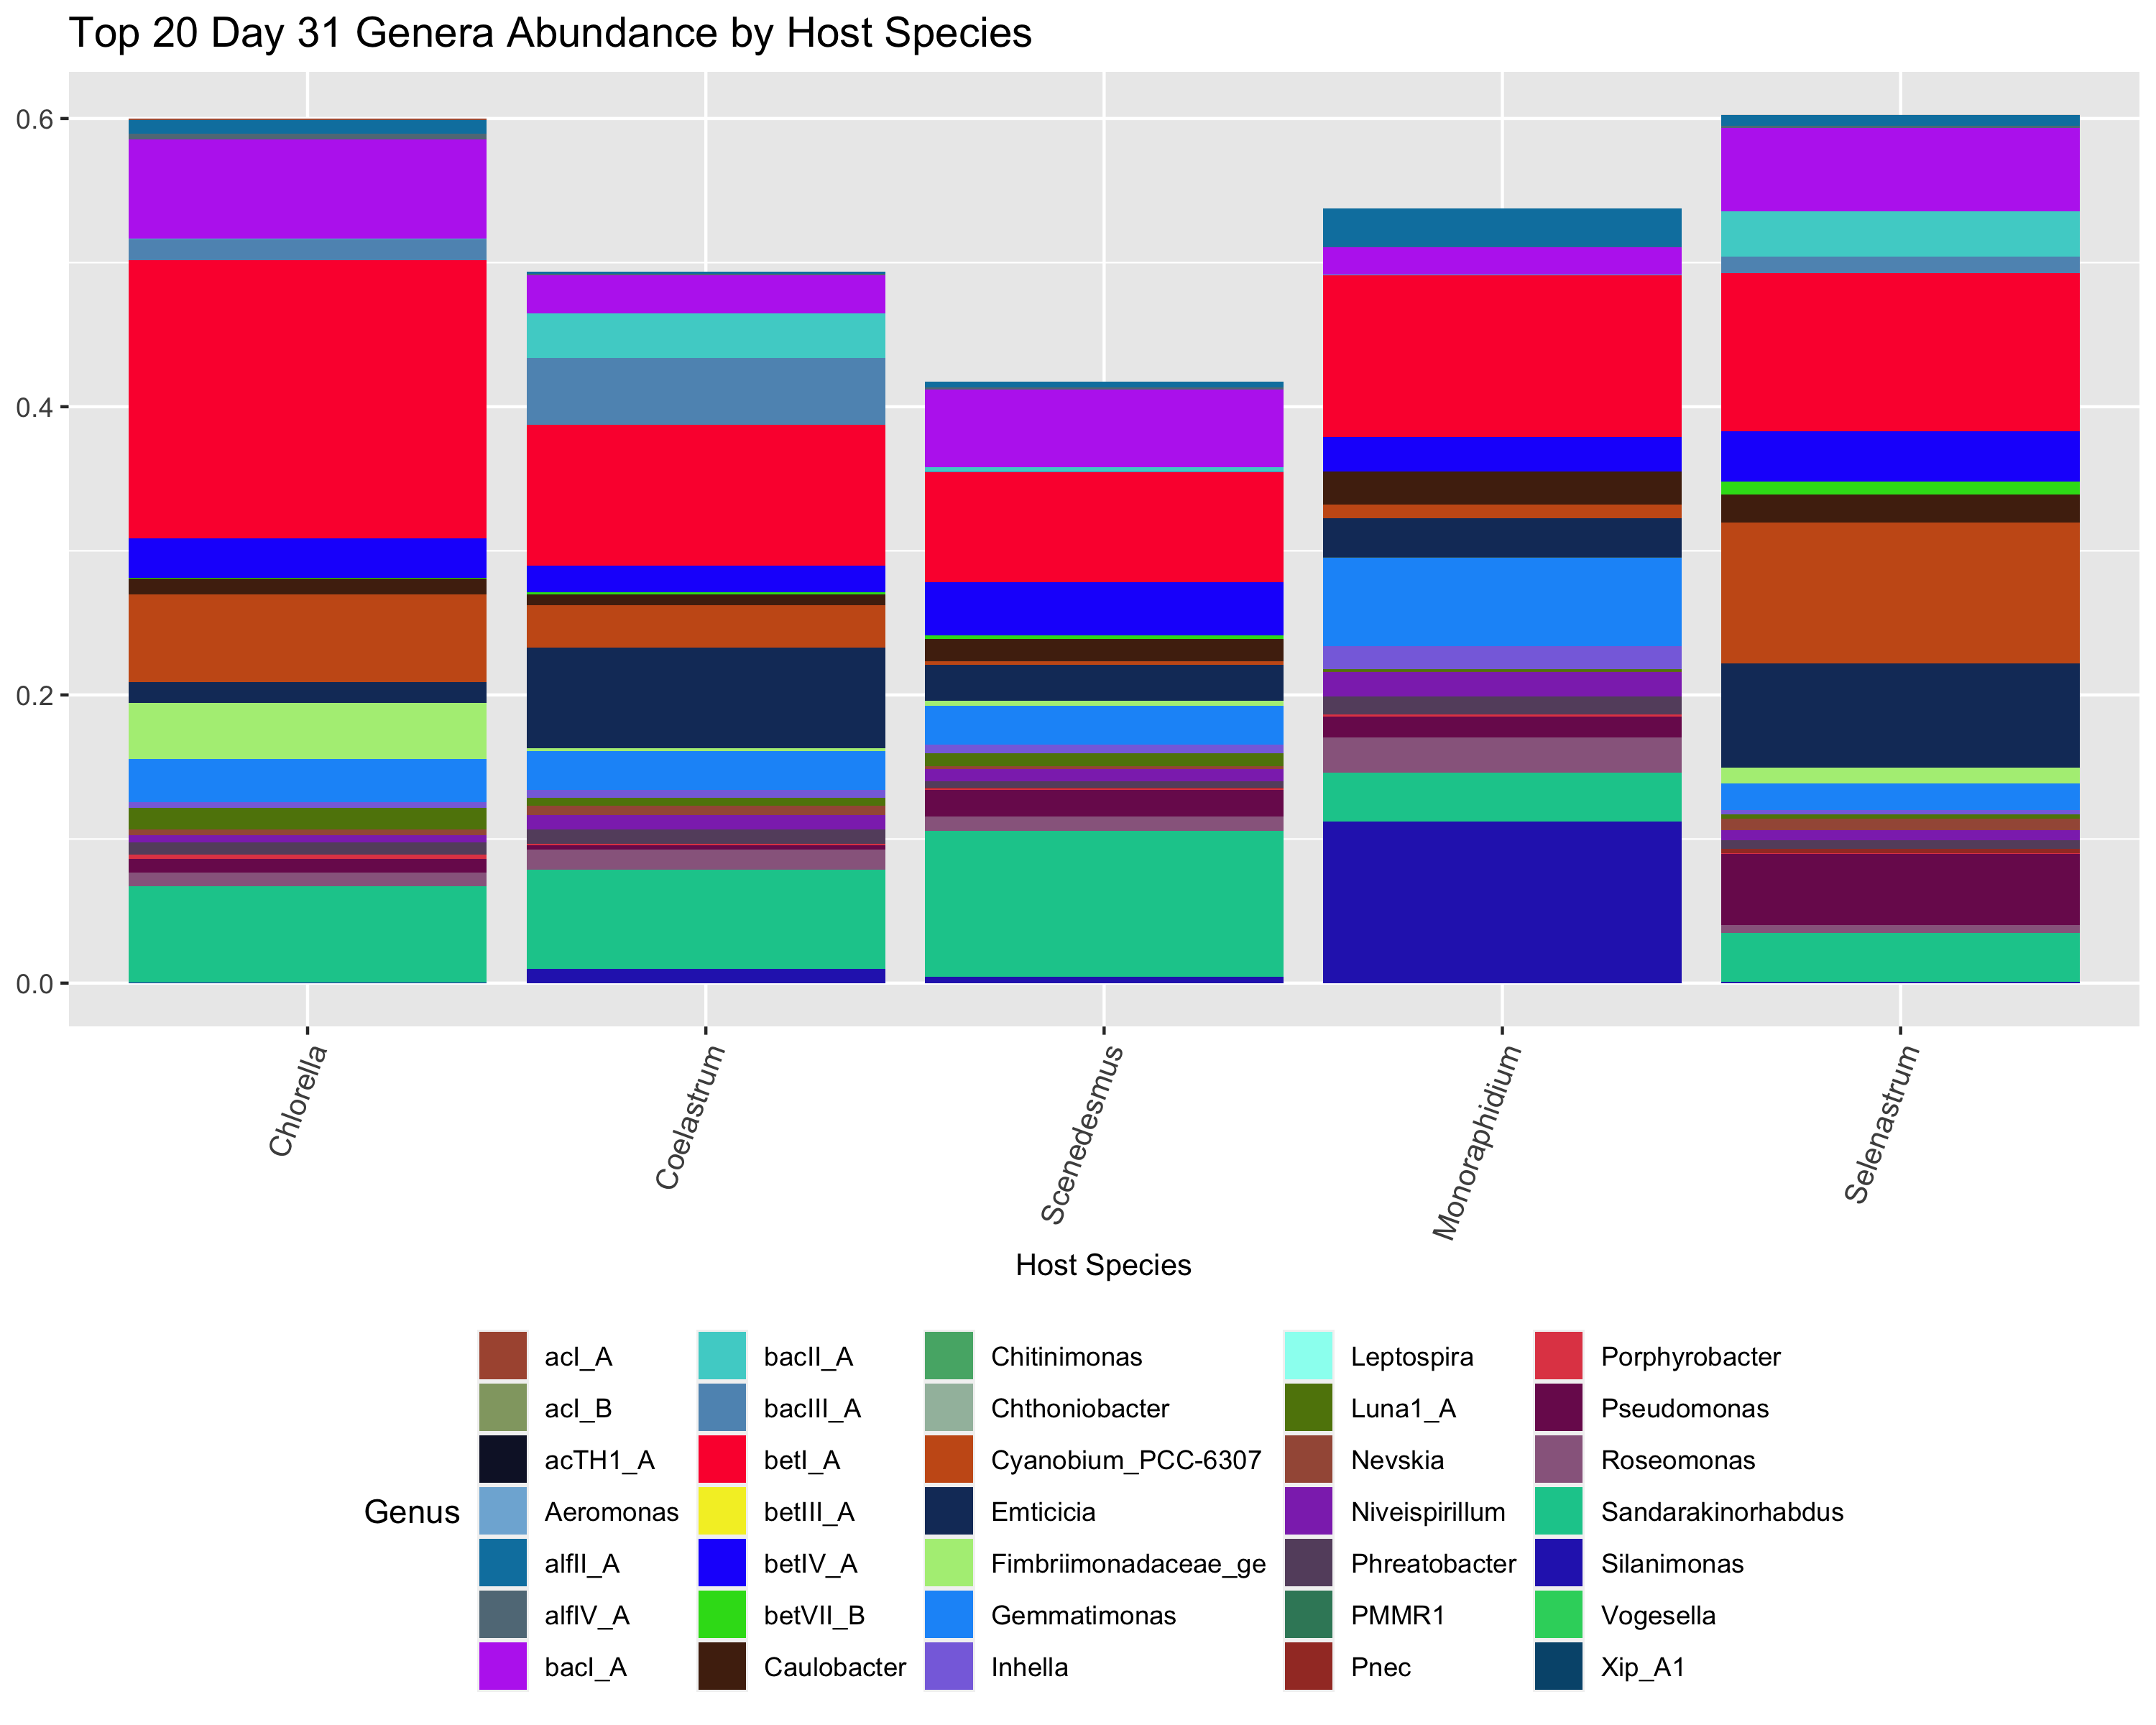 Top 20 Day 31 Genera Abundance by Host Species
0.6
0.4
0.2
0.0
Chlorella
Coelastrum
Scenedesmus
Monoraphidium
Selenastrum
Host Species
Genus
acI_A
acI_B
acTH1_A
Aeromonas
alfII_A
alfIV_A
bacI_A
bacII_A
bacIII_A
betI_A
betIII_A
betIV_A
betVII_B
Caulobacter
Chitinimonas
Chthoniobacter
Cyanobium_PCC-6307
Emticicia
Fimbriimonadaceae_ge
Gemmatimonas
Inhella
Leptospira
Luna1_A
Nevskia
Niveispirillum
Phreatobacter
PMMR1
Pnec
Porphyrobacter
Pseudomonas
Roseomonas
Sandarakinorhabdus
Silanimonas
Vogesella
Xip_A1